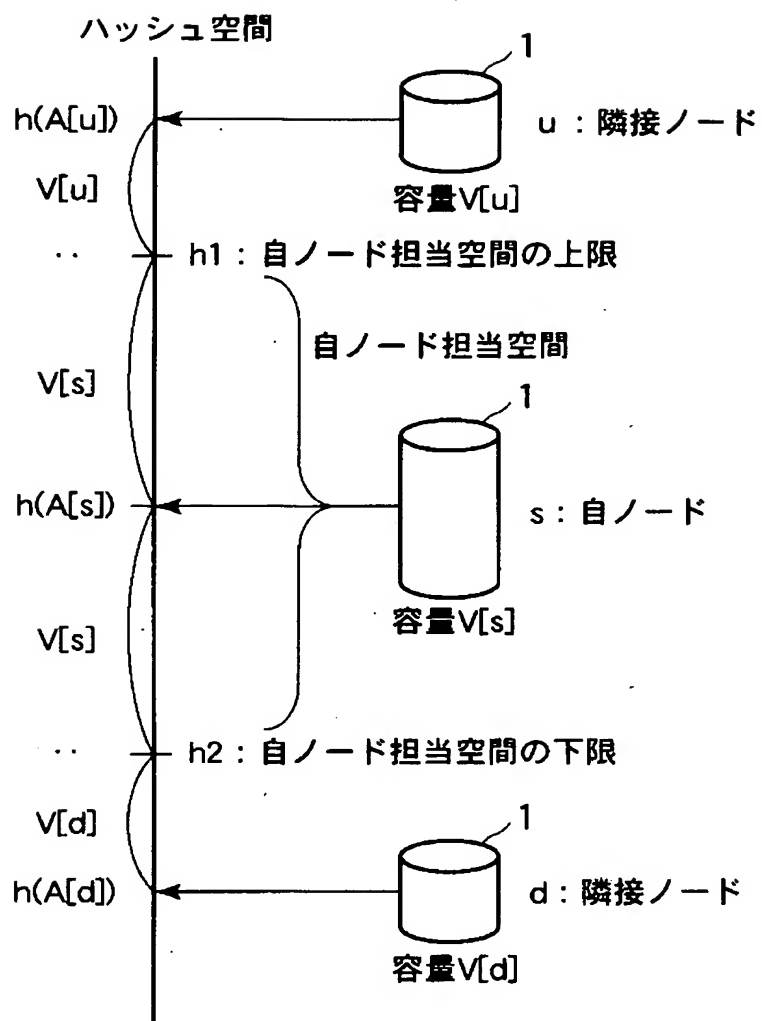 ハッシュ空間
1
h(A[u])
u：隣接ノード
V[u]
容量V[u]
‥
h1：自ノード担当空間の上限
自ノード担当空間
V[s]
1
h(A[s])
s：自ノード
容量V[s]
V[s]
‥
h2：自ノード担当空間の下限
V[d]
1
h(A[d])
d：隣接ノード
容量V[d]